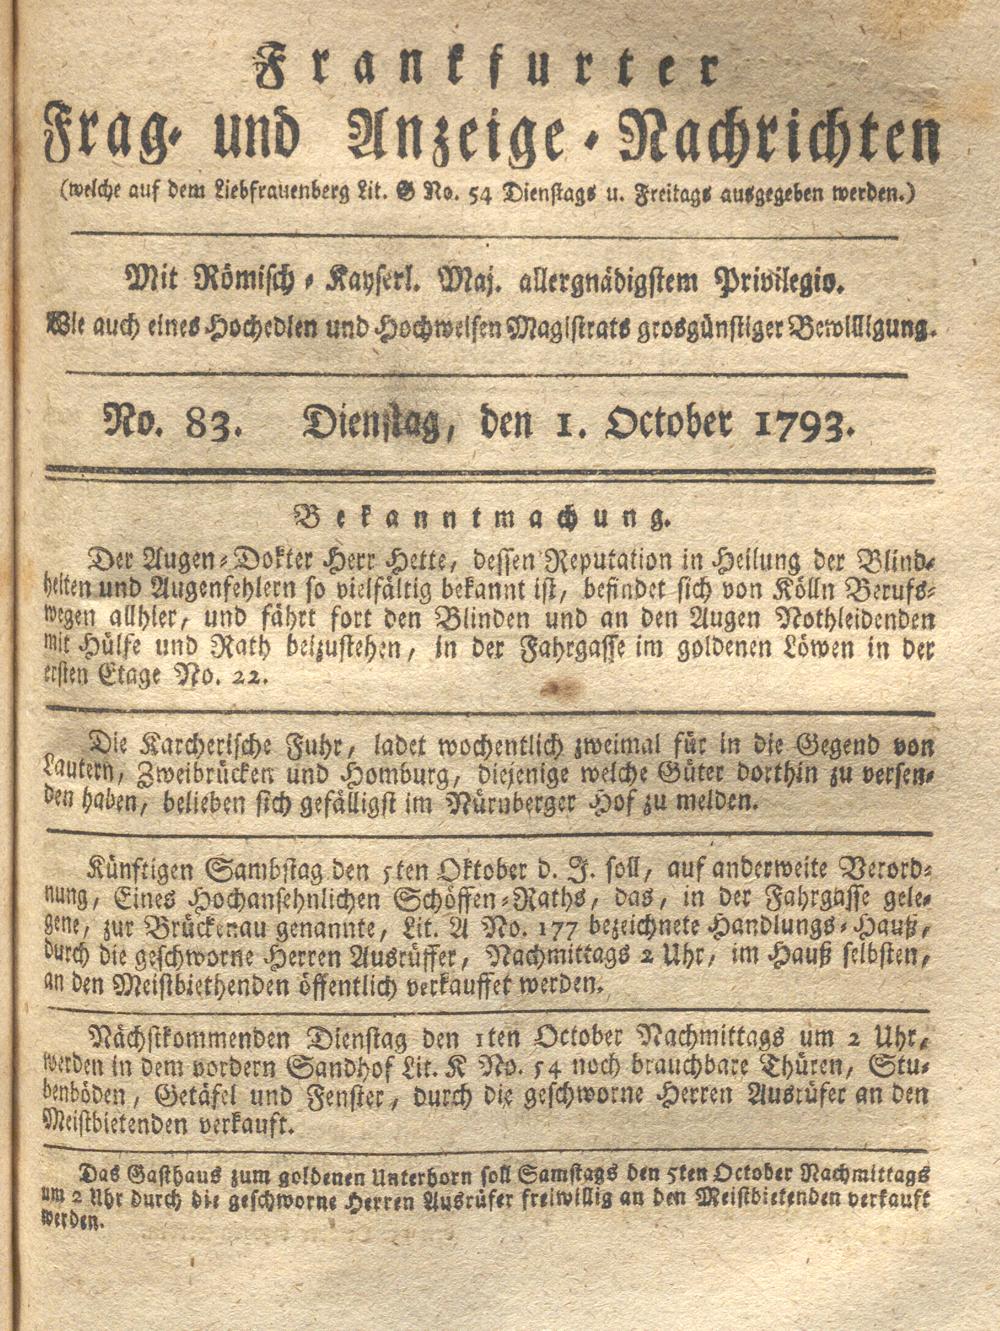 Frankfurter
Frag- und Anzeige-Nachrichten
(welche auf dem Liebfrauenberg Lit. G No. 54 Dienstags u. Freitags ausgegeben werden.)
Mit Römisch-Kayserl. Maj. allergnädigstem Privilegio.
Wie auch eines Hochedlen und Hochweisen Magistrats grosgünstiger Bewilligung.
No. 83. Dienstag, den 1. October 1793.
Bekanntmachung.
Der Augen-Dokter Herr Hette, dessen Reputation in Heilung der Blind-
heiten und Augenfehlern so vielfältig bekannt ist, befindet sich von Kölln Berufs-
wegen allhier, und fährt fort den Blinden und an den Augen Nothleidenden
mit Hülfe und Rath beizustehen, in der Fahrgasse im goldenen Löwen in der
ersten Etage No. 22.
Die Karcherische Fuhr, ladet wochentlich zweimal für in die Gegend von
Lautern, Zweibrücken und Homburg, diejenige welche Güter dorthin zu versen-
den haben, belieben sich gefälligst im Nürnberger Hof zu melden.
Künftigen Sambstag den 5ten Oktober d. J. soll, auf anderweite Verord-
nung, Eines Hochansehnlichen Schöffen-Raths, das, in der Fahrgasse gele-
gene, zur Brückenau genannte, Lit. A No. 177 bezeichnete Handlungs-Hauß,
durch die geschworne Herren Ausrüffer, Nachmittags 2 Uhr, im Hauß selbsten,
an den Meistbiethenden öffentlich verkauffet werden.
Nächstkommenden Dienstag den 1ten October Nachmittags um 2 Uhr,
werden in dem vordern Sandhof Lit. K No. 54 noch brauchbare Thüren, Stu-
benböden, Getäfel und Fenster, durch die geschworne Herren Ausrüfer an den
Meistbietenden verkauft.
Das Gasthaus zum goldenen Unterhorn soll Samstags den 5ten October Nachmittags
um 2 Uhr durch die geschworne Herren Ausrüfer freiwillig an den Meistbietenden verkauft
werden.